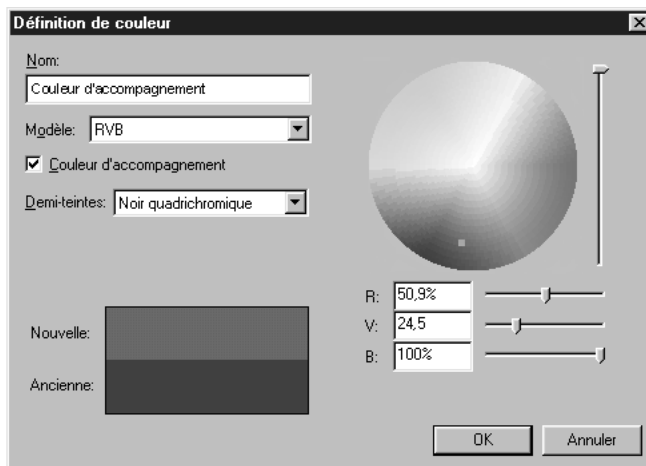 Définition de couleur
Nom:
Couleur d'accompagnement
Modèle: RVB
Couleur d'accompagnement
Demi-teintes: Noir quadrichromique
R: 50,9%
V: 24,5
B: 100%
Nouvelle:
Ancienne:
OK Annuler